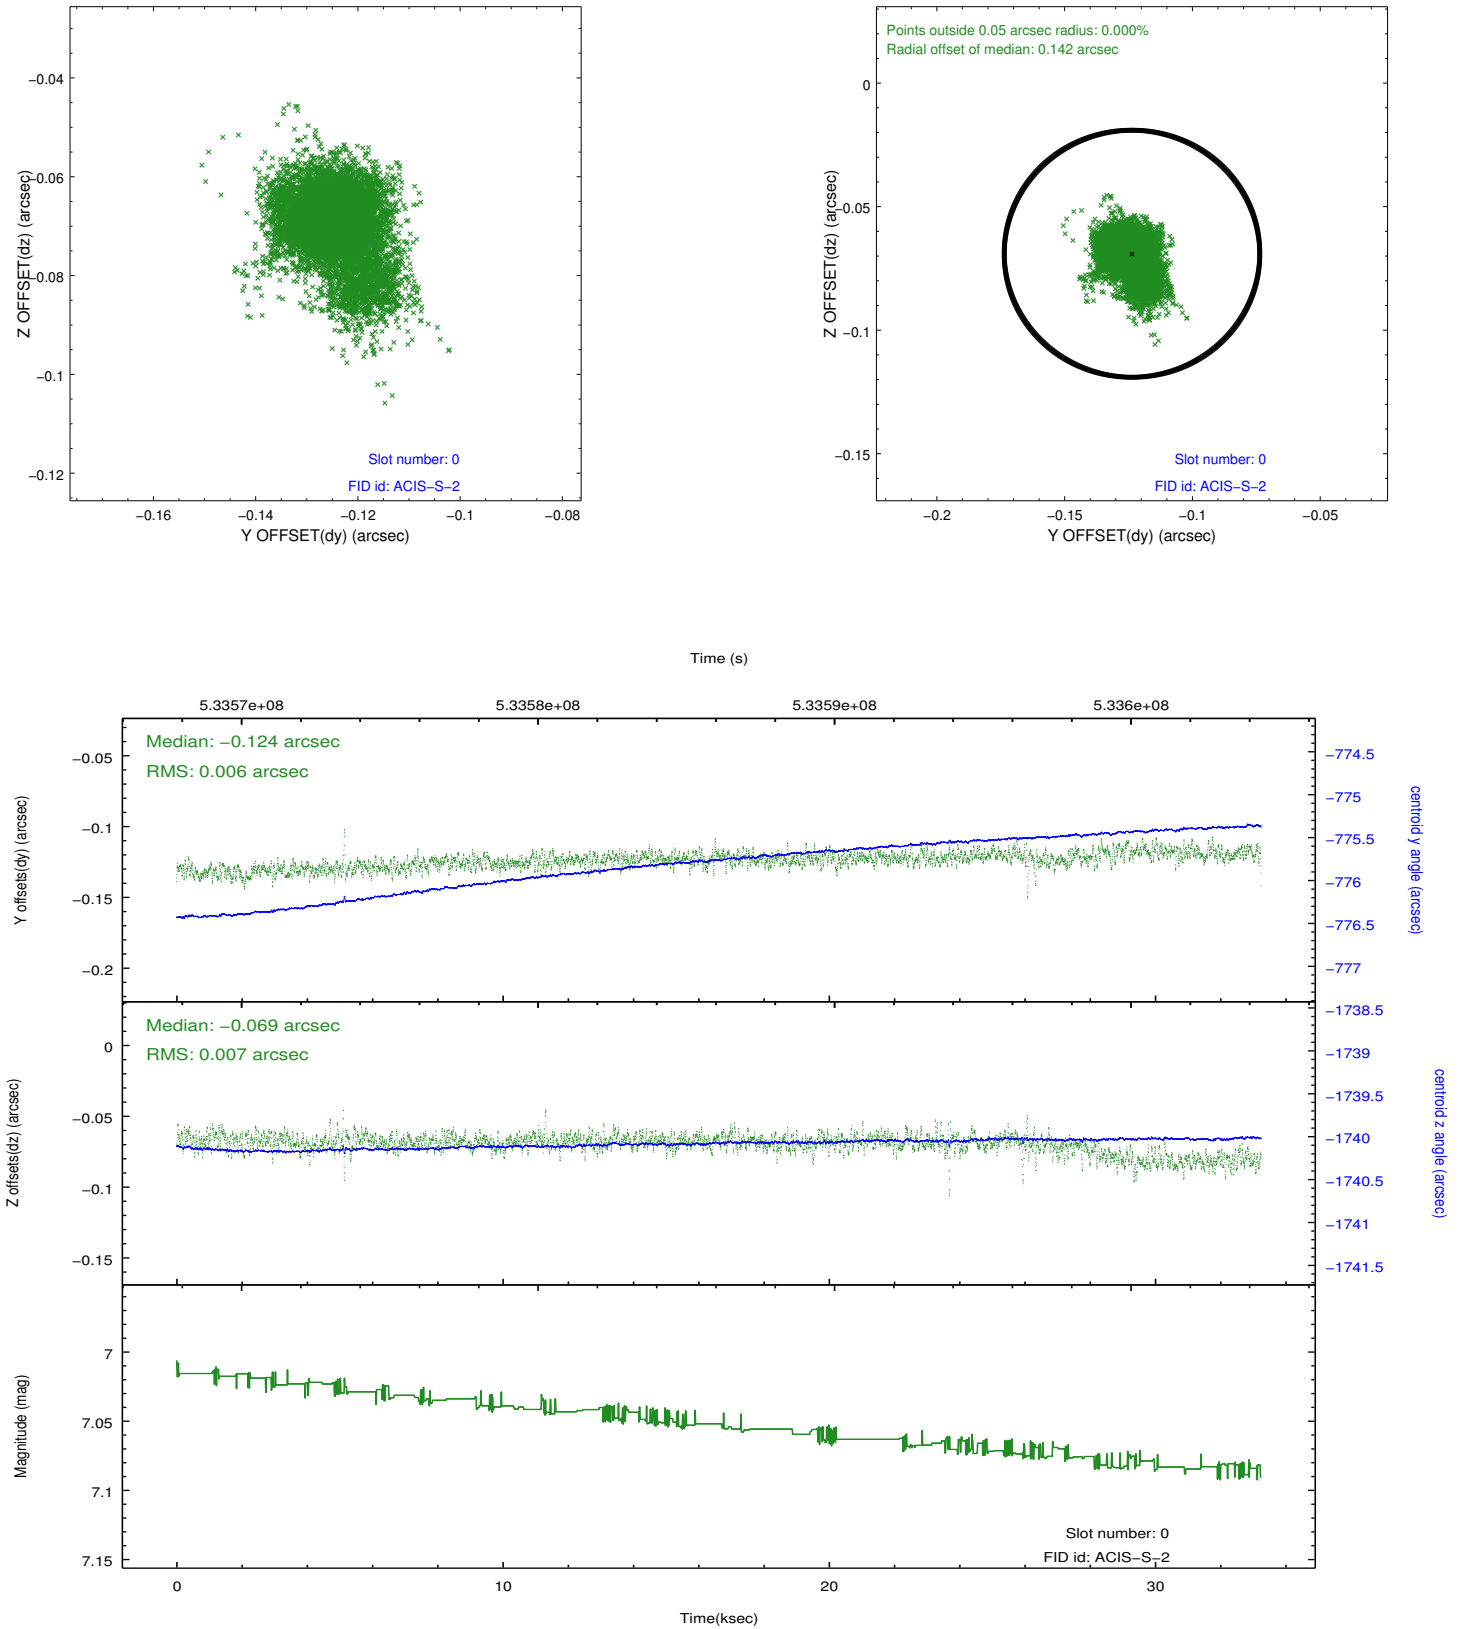 −0.04
−0.06
−0.08
−0.1
−0.12
Z OFFSET(dz) (arcsec)
Slot number: 0
FID id: ACIS−S−2
−0.16
−0.14
−0.12
−0.1
−0.08
Y OFFSET(dy) (arcsec)
Points outside 0.05 arcsec radius: 0.000%
Radial offset of median: 0.142 arcsec
0
−0.05
−0.1
−0.15
Z OFFSET(dz) (arcsec)
Slot number: 0
FID id: ACIS−S−2
−0.2
−0.15
−0.1
−0.05
Y OFFSET(dy) (arcsec)
Time (s)
5.3357e+08
5.3358e+08
5.3359e+08
5.336e+08
Median: −0.124 arcsec
RMS: 0.006 arcsec
−0.05
−0.1
−0.15
−0.2
Y offsets(dy) (arcsec)
−774.5
−775
−775.5
−776
−776.5
−777
centroid y angle (arcsec)
Median: −0.069 arcsec
RMS: 0.007 arcsec
0
−0.05
−0.1
−0.15
Z offsets(dz) (arcsec)
−1738.5
−1739
−1739.5
−1740
−1740.5
−1741
−1741.5
centroid z angle (arcsec)
7
7.05
7.1
7.15
Magnitude (mag)
Slot number: 0
FID id: ACIS−S−2
0
10
20
30
Time(ksec)